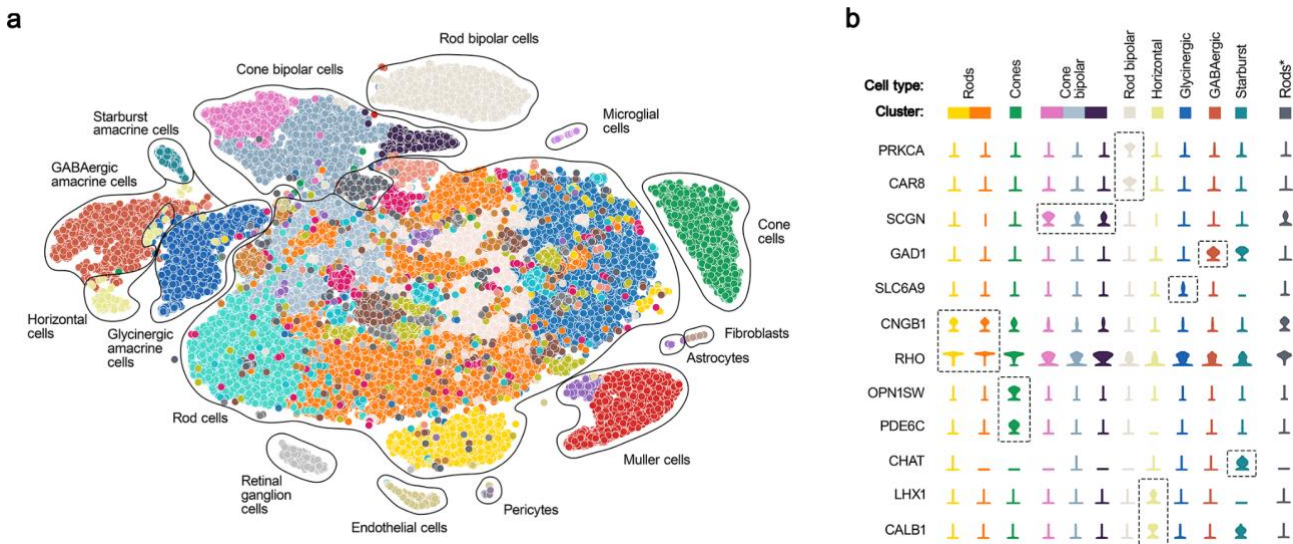 a
Rod bipolar cells
Cone bipolar cells
Microglial
cells
Starburst
amacrine cells
GABAergic
amacrine cells
Cone
cells
Horizontal
cells
Glycinergic
amacrine
cells
Fibroblasts
Astrocytes
Rod cells
Muller cells
Retinal
ganglion
cells
Endothelial cells
Pericytes
b
Cell type:
Rods
Cones
Cone
bipolar
Rod bipolar
Horizontal
Glycinergic
GABAergic
Starburst
Rods*
Cluster:
PRKCA
CAR8
SCGN
GAD1
SLC6A9
CNGB1
RHO
OPN1SW
PDE6C
CHAT
LHX1
CALB1